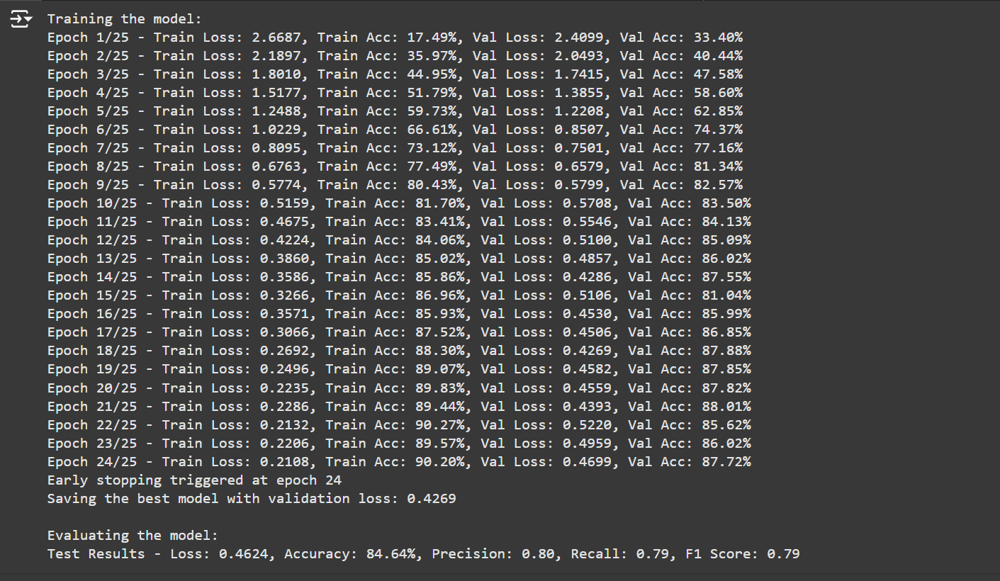 Training the model:
Epoch 1/25 - Train Loss: 2.6687, Train Acc: 17.49%, Val Loss: 2.4099, Val Acc: 33.40%
Epoch 2/25 - Train Loss: 2.1897, Train Acc: 35.97%, Val Loss: 2.0493, Val Acc: 40.44%
Epoch 3/25 - Train Loss: 1.8010, Train Acc: 44.95%, Val Loss: 1.7415, Val Acc: 47.58%
Epoch 4/25 - Train Loss: 1.5177, Train Acc: 51.79%, Val Loss: 1.3855, Val Acc: 58.60%
Epoch 5/25 - Train Loss: 1.2488, Train Acc: 59.73%, Val Loss: 1.2208, Val Acc: 62.85%
Epoch 6/25 - Train Loss: 1.0229, Train Acc: 66.61%, Val Loss: 0.8507, Val Acc: 74.37%
Epoch 7/25 - Train Loss: 0.8095, Train Acc: 73.12%, Val Loss: 0.7501, Val Acc: 77.16%
Epoch 8/25 - Train Loss: 0.6763, Train Acc: 77.49%, Val Loss: 0.6579, Val Acc: 81.34%
Epoch 9/25 - Train Loss: 0.5774, Train Acc: 80.43%, Val Loss: 0.5799, Val Acc: 82.57%
Epoch 10/25 - Train Loss: 0.5159, Train Acc: 81.70%, Val Loss: 0.5708, Val Acc: 83.50%
Epoch 11/25 - Train Loss: 0.4675, Train Acc: 83.41%, Val Loss: 0.5546, Val Acc: 84.13%
Epoch 12/25 - Train Loss: 0.4224, Train Acc: 84.06%, Val Loss: 0.5100, Val Acc: 85.09%
Epoch 13/25 - Train Loss: 0.3860, Train Acc: 85.02%, Val Loss: 0.4857, Val Acc: 86.02%
Epoch 14/25 - Train Loss: 0.3586, Train Acc: 85.86%, Val Loss: 0.4286, Val Acc: 87.55%
Epoch 15/25 - Train Loss: 0.3266, Train Acc: 86.96%, Val Loss: 0.5106, Val Acc: 81.04%
Epoch 16/25 - Train Loss: 0.3571, Train Acc: 85.93%, Val Loss: 0.4530, Val Acc: 85.99%
Epoch 17/25 - Train Loss: 0.3066, Train Acc: 87.52%, Val Loss: 0.4506, Val Acc: 86.85%
Epoch 18/25 - Train Loss: 0.2692, Train Acc: 88.30%, Val Loss: 0.4269, Val Acc: 87.88%
Epoch 19/25 - Train Loss: 0.2496, Train Acc: 89.07%, Val Loss: 0.4582, Val Acc: 87.85%
Epoch 20/25 - Train Loss: 0.2235, Train Acc: 89.83%, Val Loss: 0.4559, Val Acc: 87.82%
Epoch 21/25 - Train Loss: 0.2286, Train Acc: 89.44%, Val Loss: 0.4393, Val Acc: 88.01%
Epoch 22/25 - Train Loss: 0.2132, Train Acc: 90.27%, Val Loss: 0.5220, Val Acc: 85.62%
Epoch 23/25 - Train Loss: 0.2206, Train Acc: 89.57%, Val Loss: 0.4959, Val Acc: 86.02%
Epoch 24/25 - Train Loss: 0.2108, Train Acc: 90.20%, Val Loss: 0.4699, Val Acc: 87.72%
Early stopping triggered at epoch 24
Saving the best model with validation loss: 0.4269

Evaluating the model:
Test Results - Loss: 0.4624, Accuracy: 84.64%, Precision: 0.80, Recall: 0.79, F1 Score: 0.79